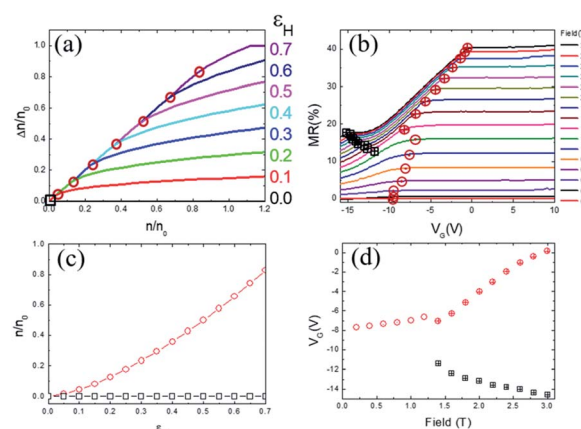 (a)
Δn/n₀
1.0
0.8
0.6
0.4
0.2
0.0
0.0 0.2 0.4 0.6 0.8 1.0 1.2
n/n₀
εH
0.7
0.6
0.5
0.4
0.3
0.2
0.1
0.0
(b)
MR(%)
40
30
20
10
0
-15 -10 -5 0 5 10
V_G(V)
Field(
(c)
n/n₀
1.0
0.8
0.6
0.4
0.2
0.0
0.0 0.1 0.2 0.3 0.4 0.5 0.6 0.7
(d)
V_G(V)
0
-2
-4
-6
-8
-10
-12
-14
0.0 0.5 1.0 1.5 2.0 2.5 3.0
Field (T)